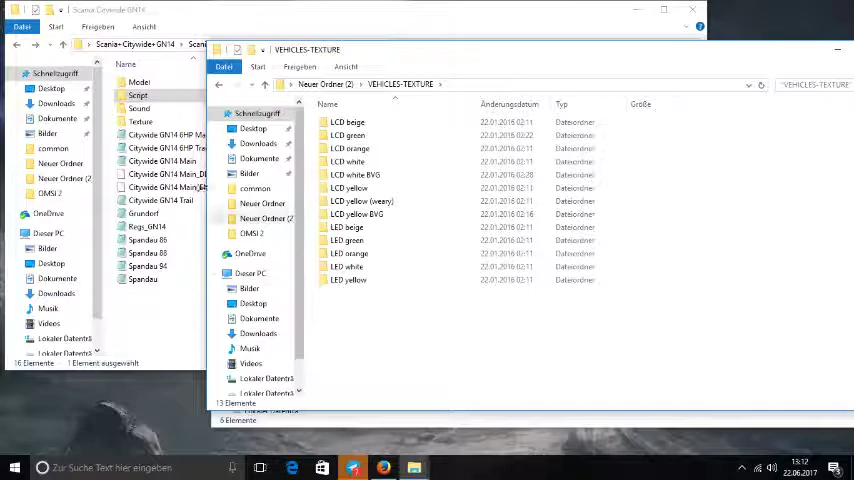 Scania Citywide GN14
Datei Start Freigeben Ansicht
Scania+Citywide+GN14
Name
Schnellzugriff
Desktop
Downloads
Dokumente
Bilder
common
Neuer Ordner
Neuer Ordner (2
OMSI 2
OneDrive
Dieser PC
Bilder
Desktop
Dokumente
Downloads
Musik
Videos
Lokaler Datentra
Lokaler Datentra
Model
Script
Sound
Texture
Citywide GN14 6HP Ma
Citywide GN14 6HP Tra
Citywide GN14 Main
Citywide GN14 Main_D
Citywide GN14 Main
Citywide GN14 Trail
Grundorf
Regs_GN14
Spandau 86
Spandau 88
Spandau 94
Spandau
16 Elemente 1 Element ausgewählt
VEHICLES-TEXTURE
Datei Start Freigeben Ansicht
Neuer Ordner (2) VEHICLES-TEXTURE
"VEHICLES-TEXTURE
Name Änderungsdatum Typ Größe
Schnellzugriff
Desktop
Downloads
Dokumente
Bilder
common
Neuer Ordner
Neuer Ordner (2
OMSI 2
OneDrive
Dieser PC
Bilder
Desktop
Dokumente
Downloads
Musik
Videos
Lokaler Datentra
Lokaler Datentra
LCD beige 22.01.2016 02:11 Dateiordner
LCD green 22.01.2016 02:22 Dateiordner
LCD orange 22.01.2016 02:11 Dateiordner
LCD white 22.01.2016 02:11 Dateiordner
LCD white BVG 22.01.2016 02:28 Dateiordner
LCD yellow 22.01.2016 02:11 Dateiordner
LCD yellow (weary) 22.01.2016 02:11 Dateiordner
LCD yellow BVG 22.01.2016 02:16 Dateiordner
LED beige 22.01.2016 02:11 Dateiordner
LED green 22.01.2016 02:11 Dateiordner
LED orange 22.01.2016 02:11 Dateiordner
LED white 22.01.2016 02:11 Dateiordner
LED yellow 22.01.2016 02:11 Dateiordner
13 Elemente
Lokaler Datentra
6 Elemente
Zur Suche Text hier eingeben
13:12
22.06.2017